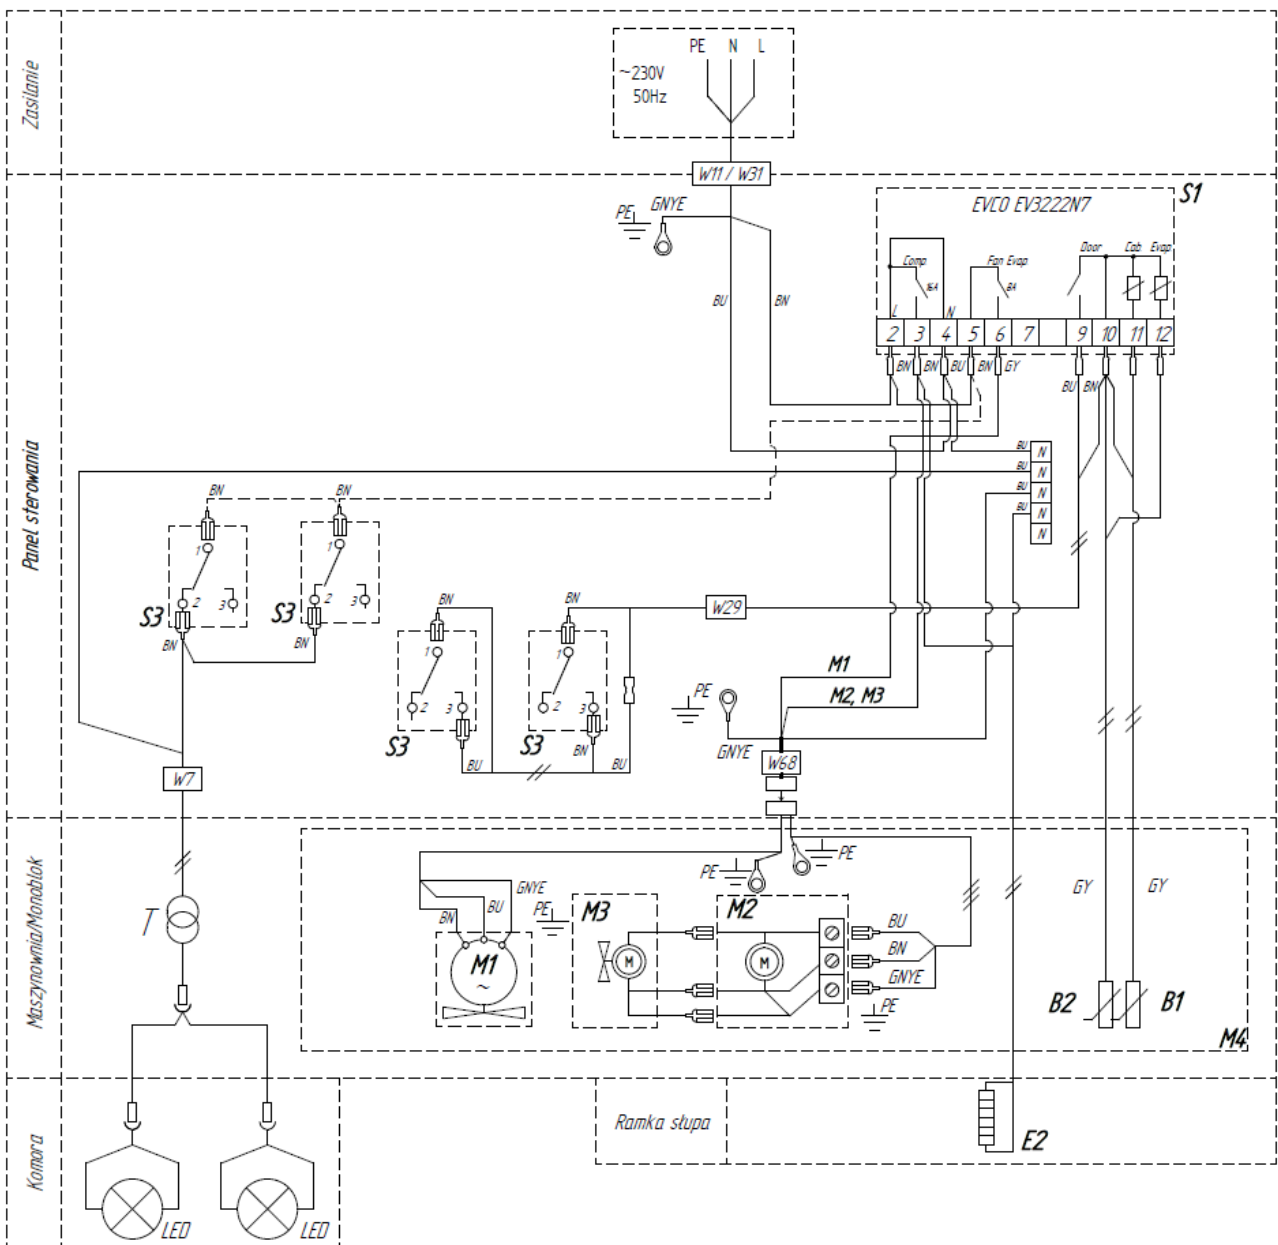 Zasilanie
PE N L
~230V
50Hz
W11 / W31
Panel sterowania
PE
GNYE
S1
EVCO EV3222N7
Door
Cab
Evap
Comp
Fan Evap
16A
8A
L
N
BU
BN
2 3 4 5 6 7 9 10 11 12
BN
BN
BU
BN
GY
BU
BN
BU N
BU N
BU N
BU N
N
BN
BN
1
2
3
S3
BN
1
2
3
S3
BN
BN
BN
W29
1
2
3
S3
BU
1
2
3
S3
BN
BU
M1
M2, M3
PE
GNYE
W68
W7
Maszynownia/Monoblok
PE
PE
GNYE
BU
BN
PE
M1
~
M3
M
M2
M
BU
BN
GNYE
PE
GY
GY
B2
B1
M4
T
Komora
LED
LED
Ramka słupa
E2